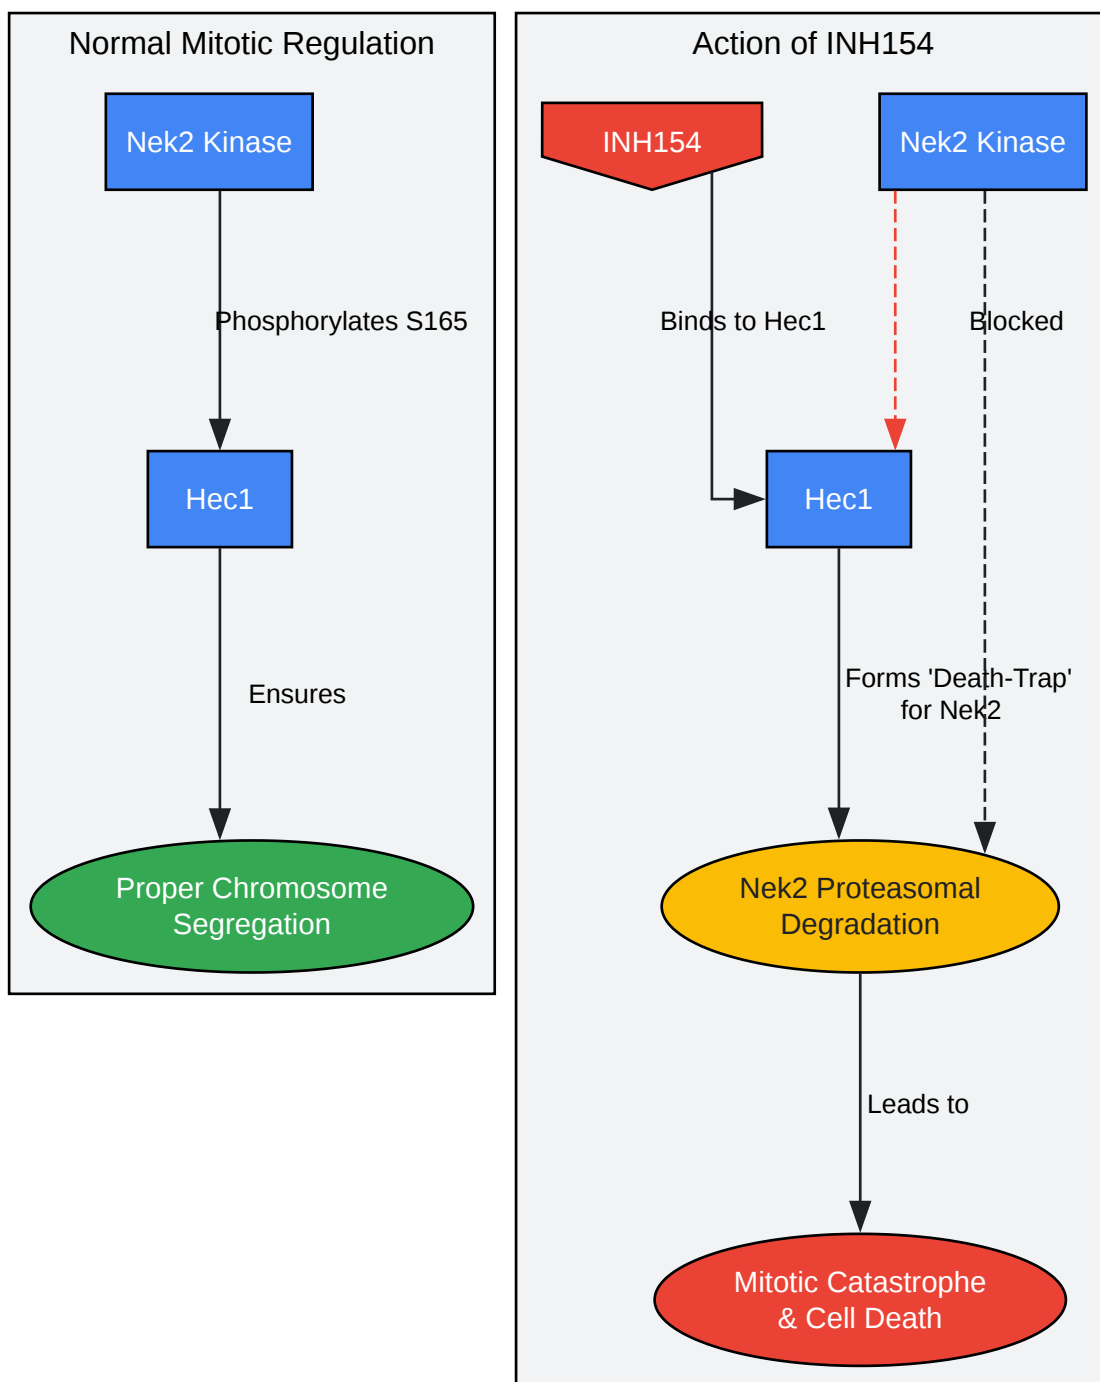 Normal Mitotic Regulation
Nek2 Kinase
Phosphorylates S165
Hec1
Ensures
Proper Chromosome
Segregation
Action of INH154
INH154
Nek2 Kinase
Binds to Hec1
Blocked
Hec1
Forms 'Death-Trap'
for Nek2
Nek2 Proteasomal
Degradation
Leads to
Mitotic Catastrophe
& Cell Death